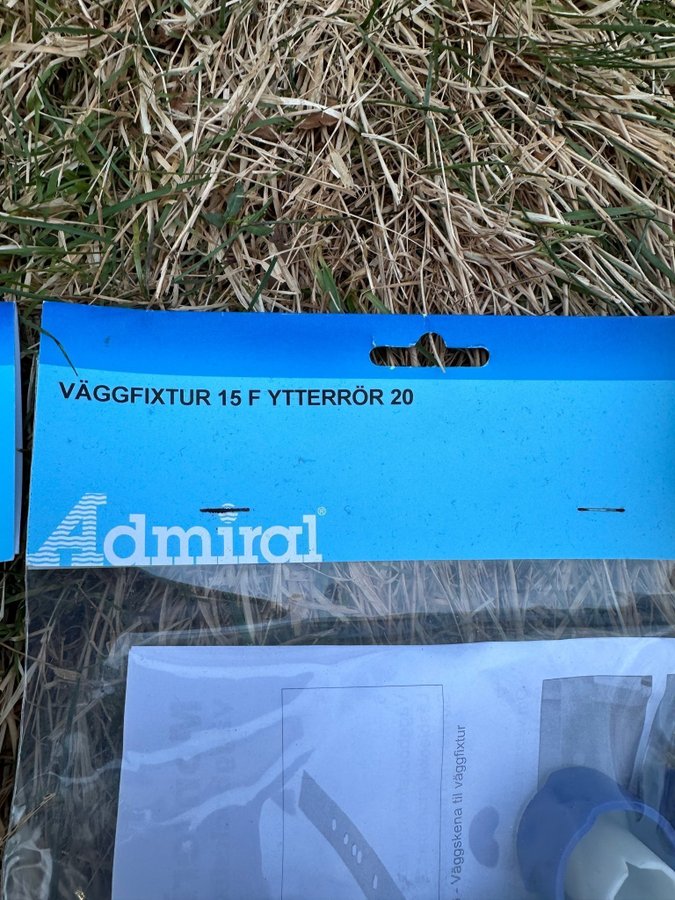 VÄGGFIXTUR 15 F YTTERRÖR 20
Admiral®
- Väggskena til väggfixtur